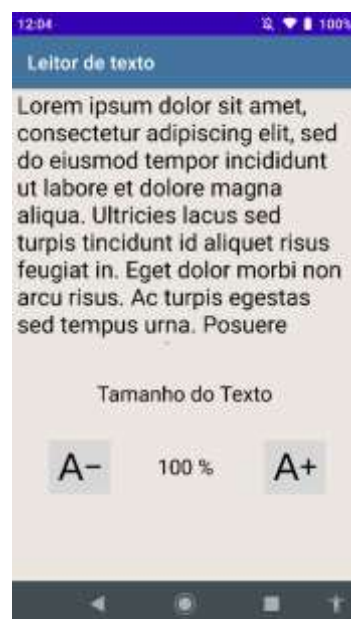 12:04
100%
Leitor de texto
Lorem ipsum dolor sit amet,
consectetur adipiscing elit, sed
do eiusmod tempor incididunt
ut labore et dolore magna
aliqua. Ultricies lacus sed
turpis tincidunt id aliquet risus
feugiat in. Eget dolor morbi non
arcu risus. Ac turpis egestas
sed tempus urna. Posuere
Tamanho do Texto
A- 100 % A+